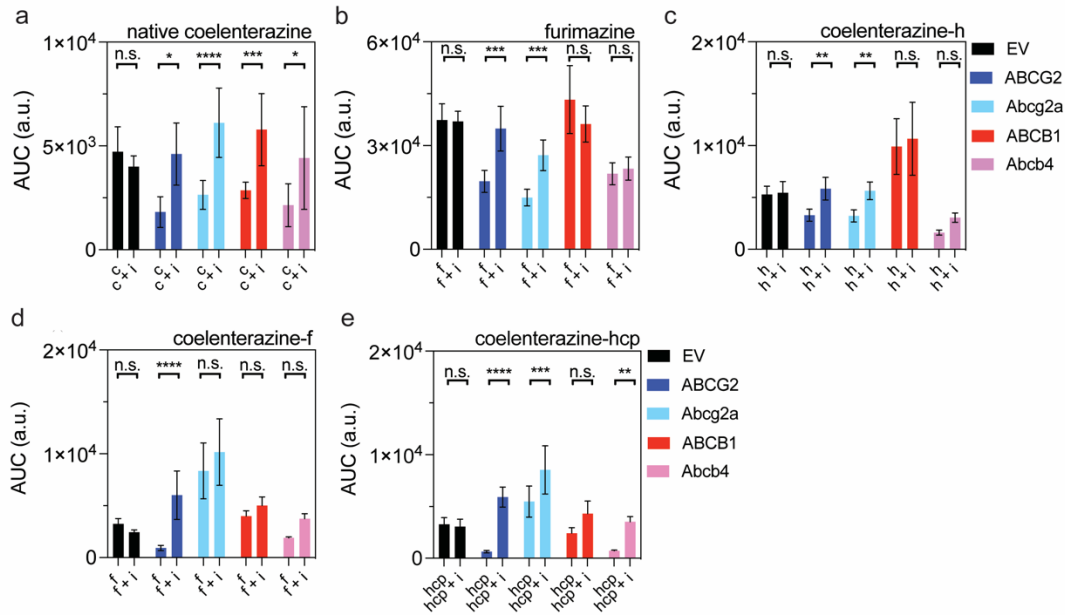 a
native coelenterazine
1×10⁴
n.s. * **** *** *
5×10³
0
AUC (a.u.)
c c + i c c + i c c + i c c + i c c + i
b
furimazine
6×10⁴
n.s. *** *** n.s. n.s.
3×10⁴
0
AUC (a.u.)
f f + i f f + i f f + i f f + i f f + i
c
coelenterazine-h
2×10⁴
n.s. ** ** n.s. n.s.
1×10⁴
0
AUC (a.u.)
h h + i h h + i h h + i h h + i h h + i
EV
ABCG2
Abcg2a
ABCB1
Abcb4
d
coelenterazine-f
2×10⁴
n.s. **** n.s. n.s. n.s.
1×10⁴
0
AUC (a.u.)
f f + i f f + i f f + i f f + i f f + i
e
coelenterazine-hcp
2×10⁴
n.s. **** *** n.s. **
1×10⁴
0
AUC (a.u.)
hcp hcp + i hcp hcp + i hcp hcp + i hcp hcp + i hcp hcp + i
EV
ABCG2
Abcg2a
ABCB1
Abcb4